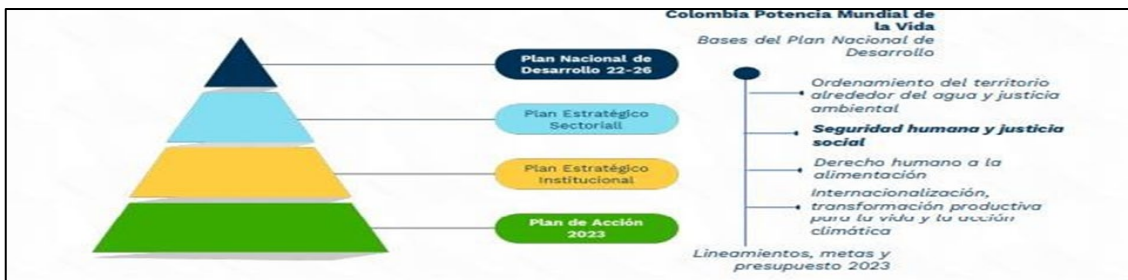 Plan Nacional de
Desarrollo 22-26
Plan Estratégico
Sectoriall
Plan Estratégico
Institucional
Plan de Acción
2023
Colombia Potencia Mundial de
la Vida
Bases del Plan Nacional de
Desarrollo
Ordenamiento del territorio
alrededor del agua y justicia
ambiental
Seguridad humana y justicia
social
Derecho humano a la
alimentación
Internacionalización,
transformación productiva
para la vida y la acción
climática
Lineamientos, metas y
presupuesto 2023